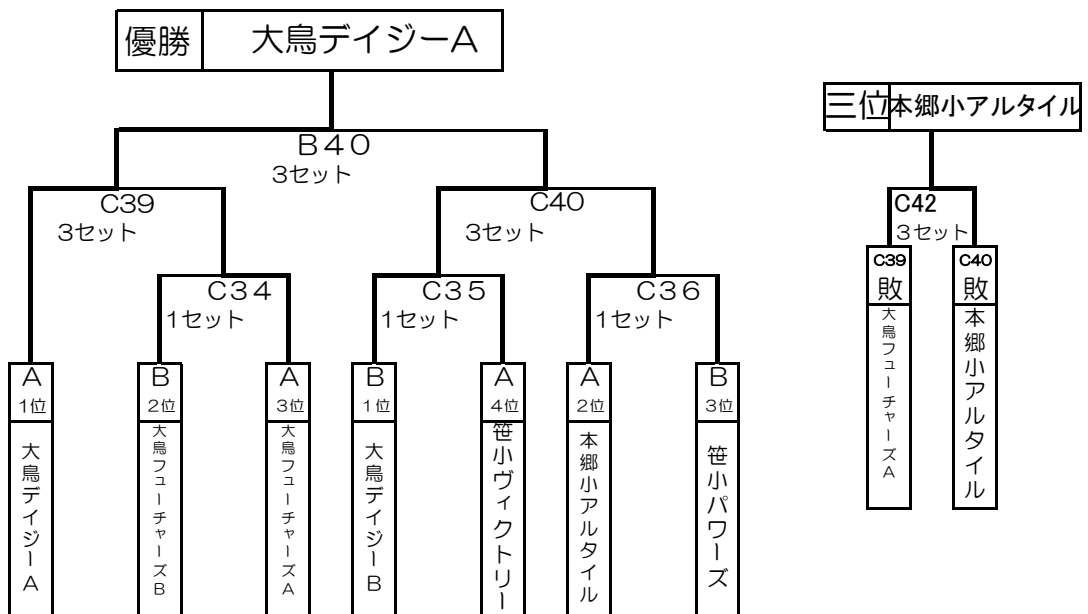 優勝 大鳥デイジーA
三位 本郷小アルタイル
B40
3セット
C39
3セット
C40
3セット
C42
3セット
C34
1セット
C35
1セット
C36
1セット
C39
敗
大鳥フューチャーズA
C40
敗
本郷小アルタイル
A
1位
大鳥デイジーA
B
2位
大鳥フューチャーズB
A
3位
大鳥フューチャーズA
B
1位
大鳥デイジーB
A
4位
笹小ヴィクトリー
A
2位
本郷小アルタイル
B
3位
笹小パワーズ